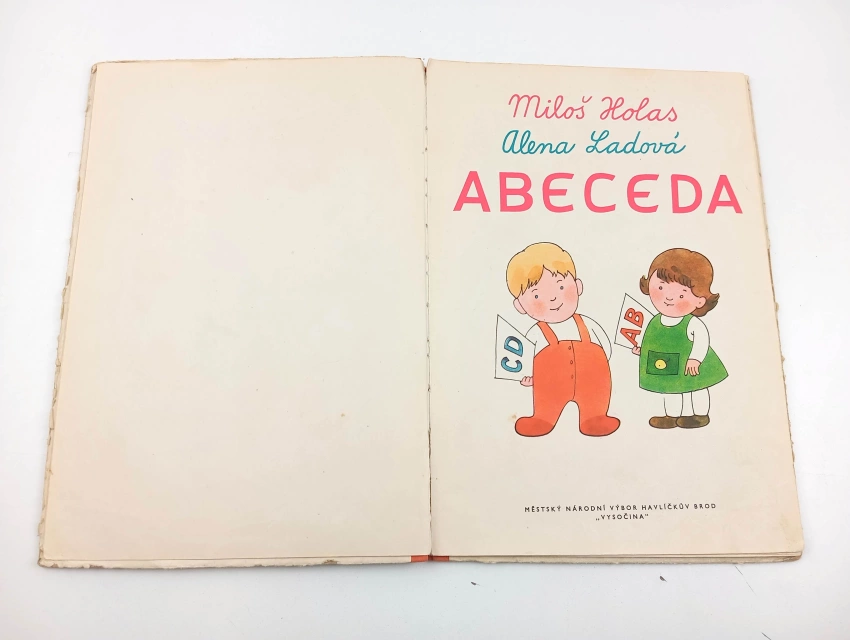 Miloš Holas
Alena Ladová
ABECEDA
CD
AB
MĚSTSKÝ NÁRODNÍ VÝBOR HAVLÍČKŮV BROD
„VYSOČINA"